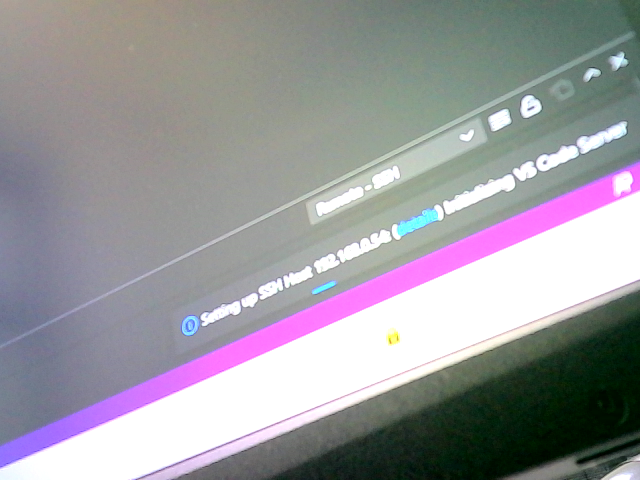 Remote - SSH
Setting up SSH Host 192.168.0.54: (details) Initializing VS Code Server